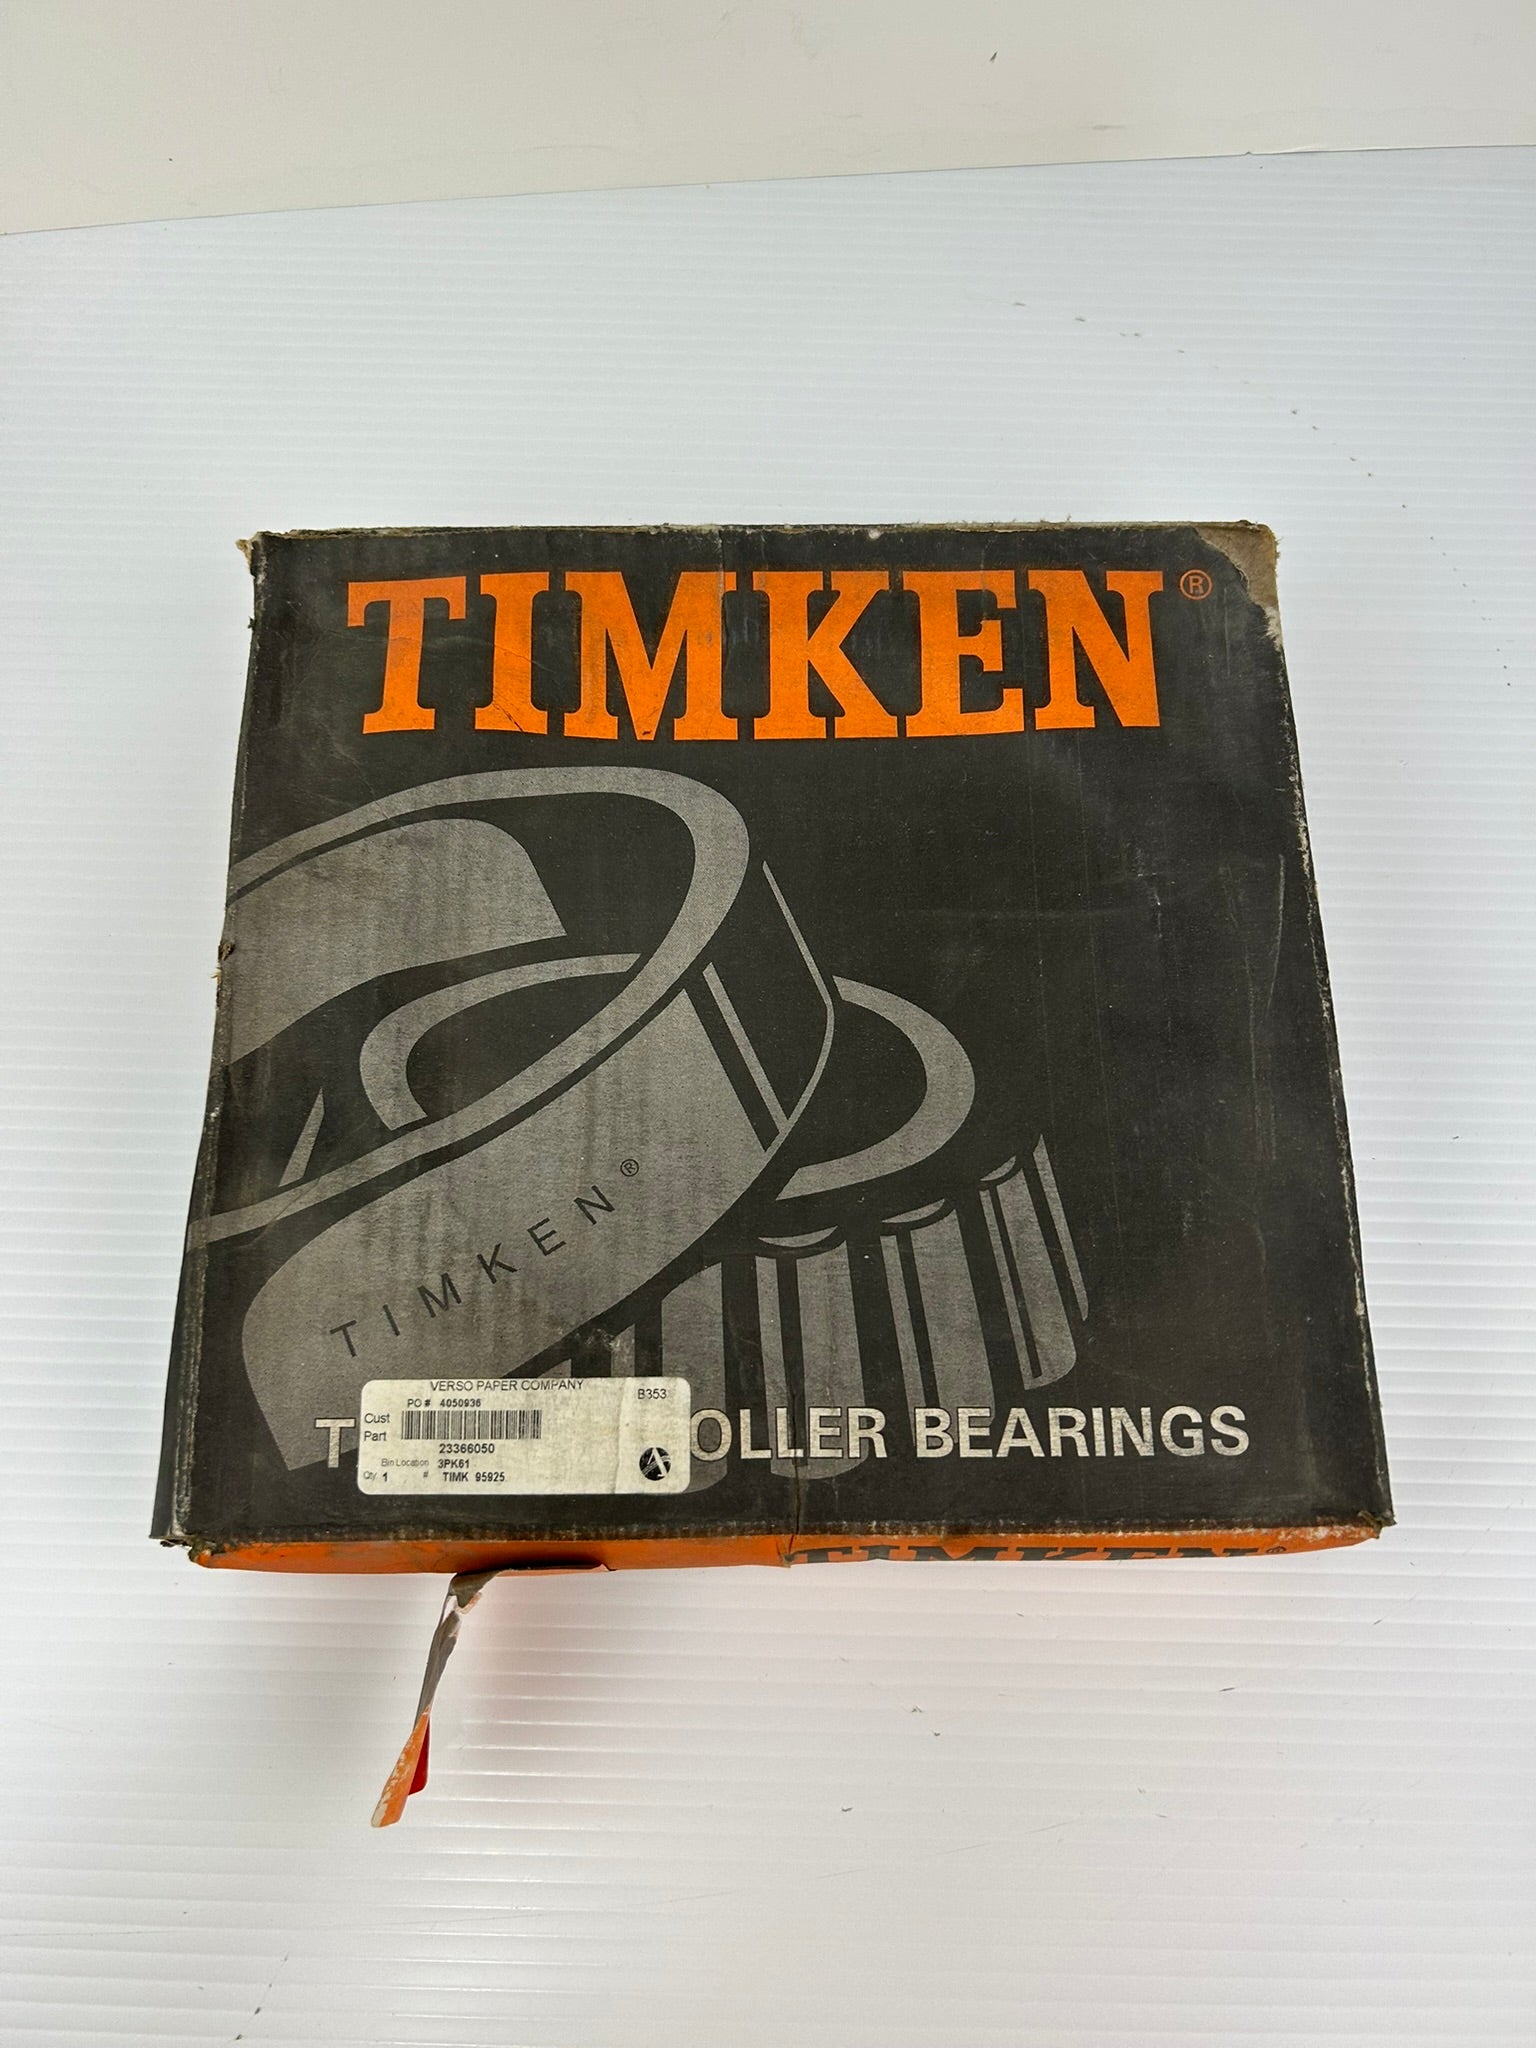 TIMKEN®
TIMKEN®
VERSO PAPER COMPANY
B353
PO # 4050936
Cust
Part
23366050
Bin Location 3PK61
Qty 1 # TIMK 95925
T OLLER BEARINGS
TIMKEN®